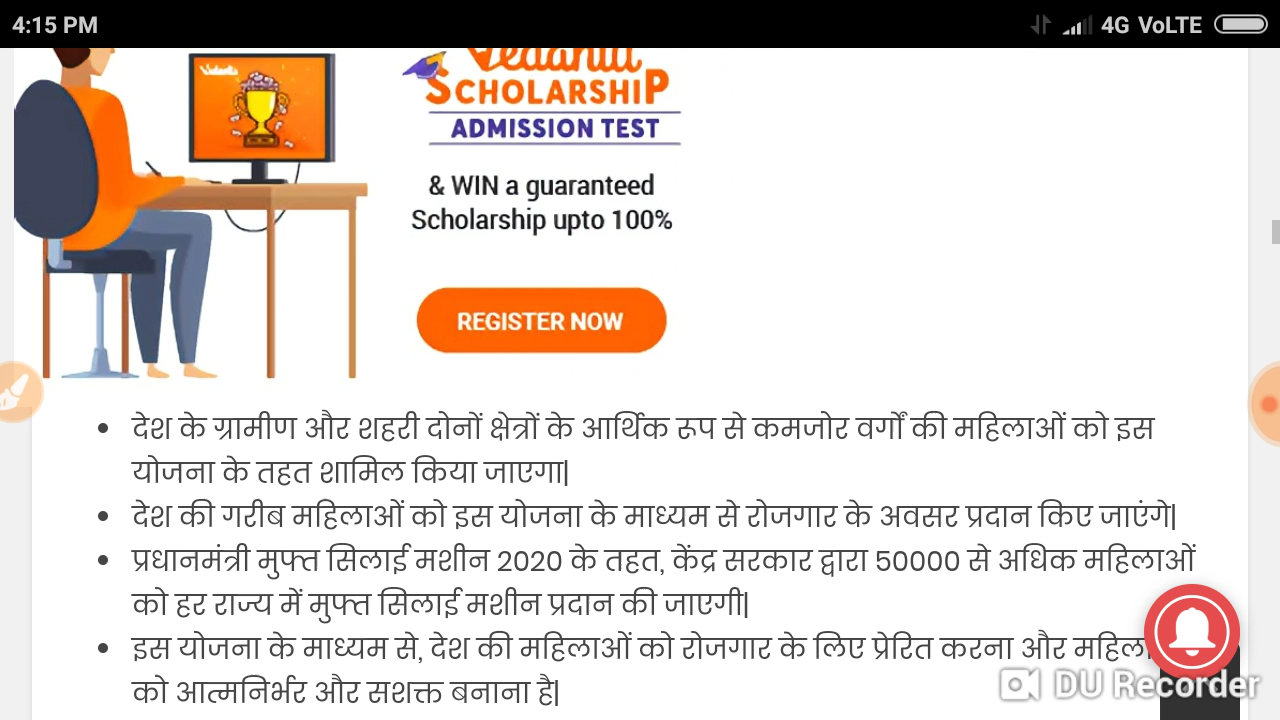 4:15 PM
4G VoLTE
Vedantu
SCHOLARSHIP
ADMISSION TEST
& WIN a guaranteed
Scholarship upto 100%
REGISTER NOW
• देश के ग्रामीण और शहरी दोनों क्षेत्रों के आर्थिक रूप से कमजोर वर्गों की महिलाओं को इस
योजना के तहत शामिल किया जाएगा|
• देश की गरीब महिलाओं को इस योजना के माध्यम से रोजगार के अवसर प्रदान किए जाएंगे|
• प्रधानमंत्री मुफ्त सिलाई मशीन 2020 के तहत, केंद्र सरकार द्वारा 50000 से अधिक महिलाओं
को हर राज्य में मुफ्त सिलाई मशीन प्रदान की जाएगी|
• इस योजना के माध्यम से, देश की महिलाओं को रोजगार के लिए प्रेरित करना और
को आत्मनिर्भर और सशक्त बनाना है|
DU Recorder